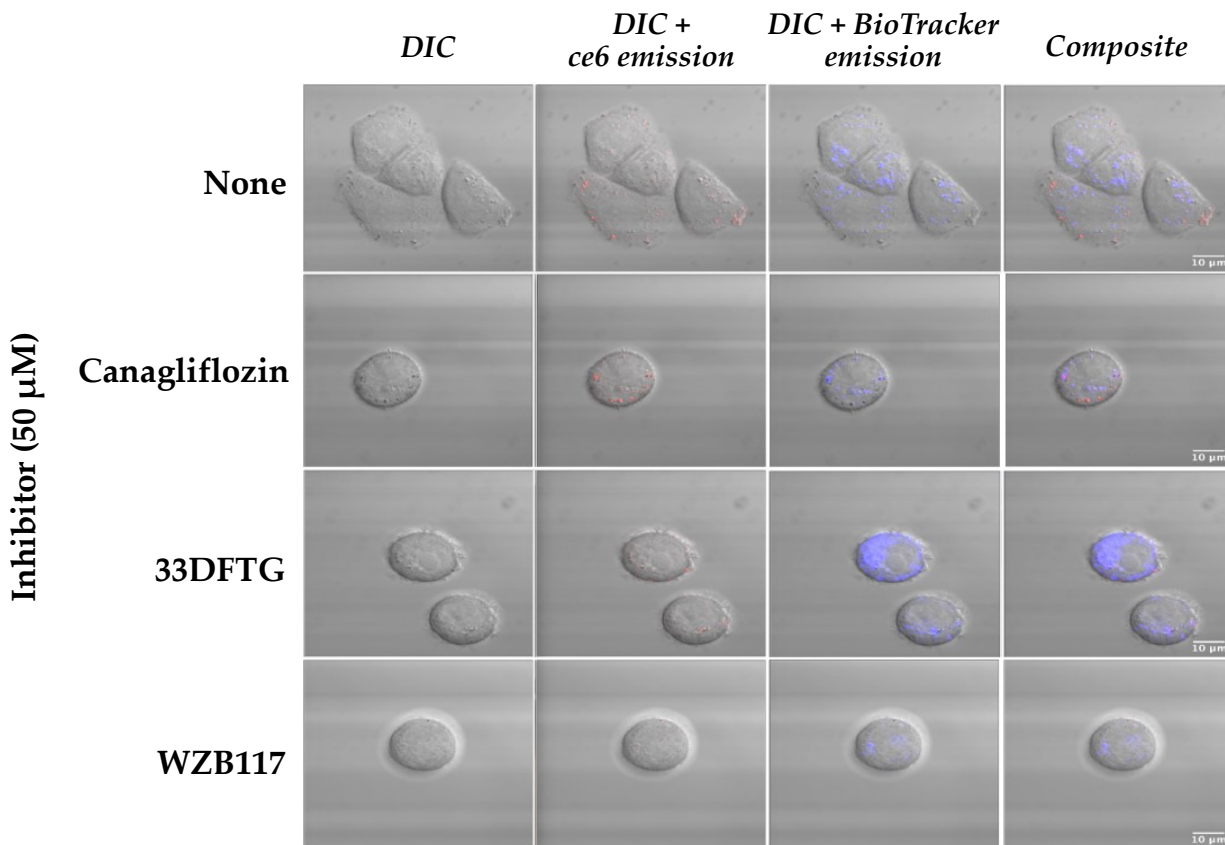 DIC
DIC +
ce6 emission
DIC + BioTracker
emission
Composite
Inhibitor (50 µM)
None
10 µm
Canagliflozin
10 µm
33DFTG
10 µm
WZB117
10 µm